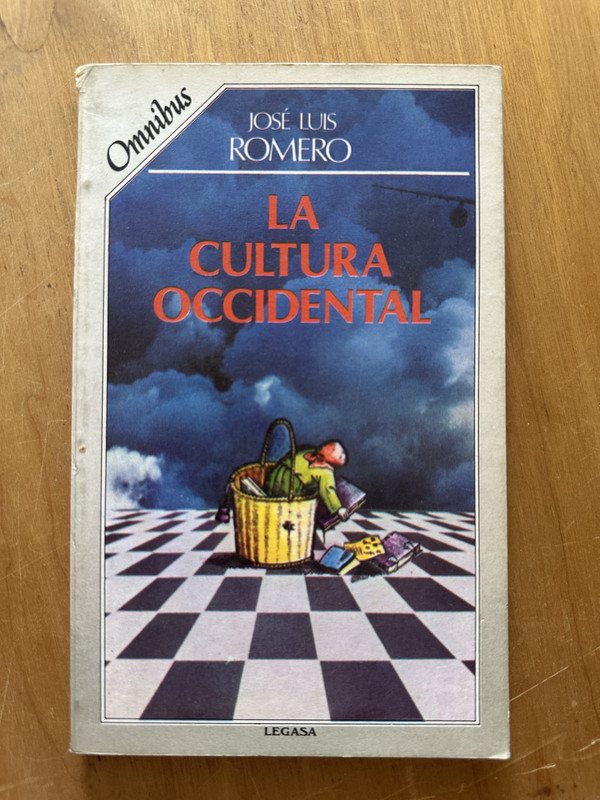 Omnibus
JOSÉ LUIS
ROMERO
LA
CULTURA
OCCIDENTAL
LEGASA